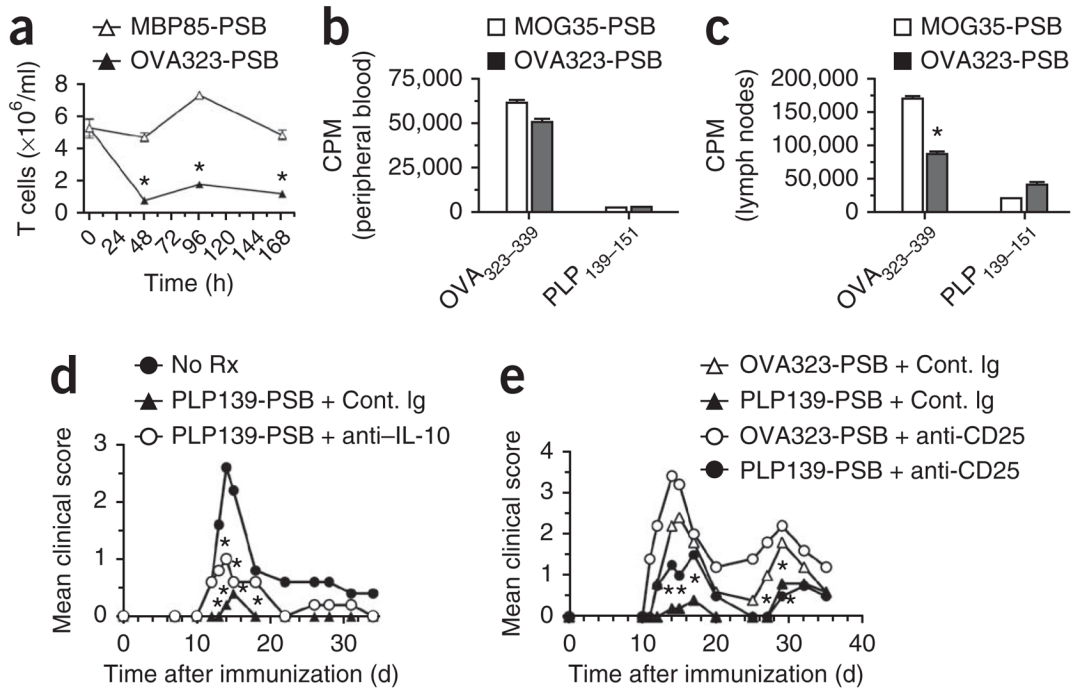 a
MBP85-PSB
OVA323-PSB
T cells (×10⁶/ml)
8
6
4
2
0
0 24 48 72 96 120 144 168
* * *
Time (h)
b
MOG35-PSB
OVA323-PSB
CPM
(peripheral blood)
75,000
50,000
25,000
0
OVA₃₂₃₋₃₃₉
PLP₁₃₉₋₁₅₁
c
MOG35-PSB
OVA323-PSB
CPM
(lymph nodes)
200,000
150,000
100,000
50,000
0
*
OVA₃₂₃₋₃₃₉
PLP₁₃₉₋₁₅₁
d
No Rx
PLP139-PSB + Cont. Ig
PLP139-PSB + anti–IL-10
Mean clinical score
3
2
1
0
* * * * * *
0 10 20 30
Time after immunization (d)
e
OVA323-PSB + Cont. Ig
PLP139-PSB + Cont. Ig
OVA323-PSB + anti-CD25
PLP139-PSB + anti-CD25
Mean clinical score
4
3
2
1
0
* * * * * *
0 10 20 30 40
Time after immunization (d)